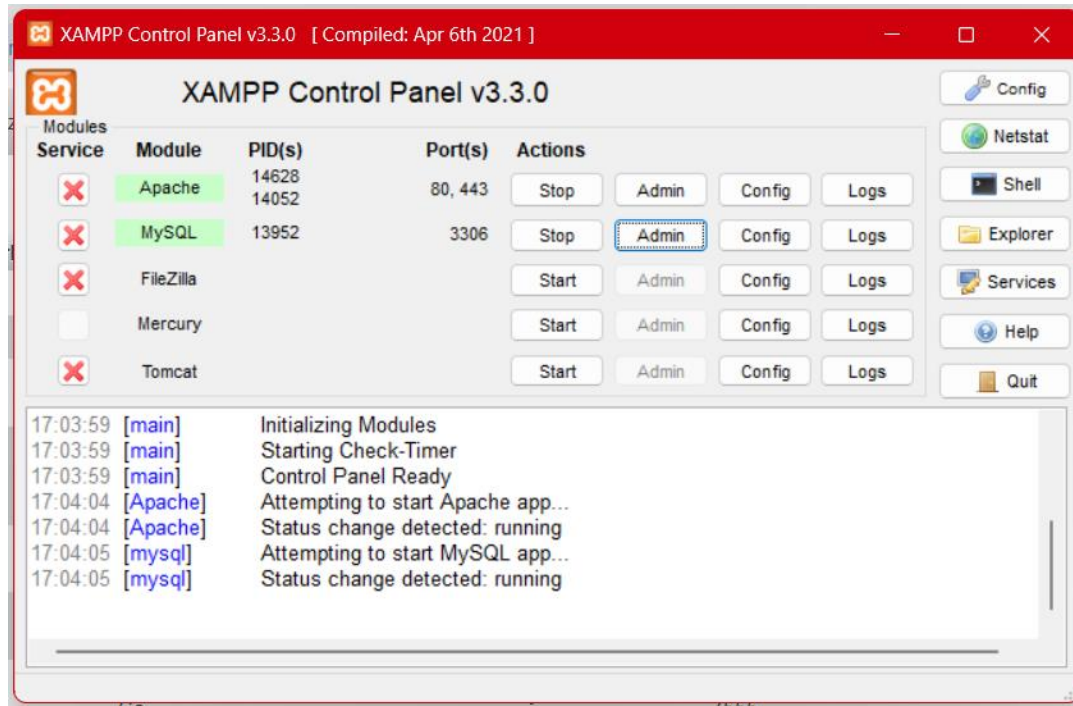 XAMPP Control Panel v3.3.0 [ Compiled: Apr 6th 2021 ]
XAMPP Control Panel v3.3.0
Config
Modules
Netstat
Service Module PID(s) Port(s) Actions
Apache 14628 14052 80, 443 Stop Admin Config Logs
Shell
MySQL 13952 3306 Stop Admin Config Logs
Explorer
FileZilla Start Admin Config Logs
Services
Mercury Start Admin Config Logs
Help
Tomcat Start Admin Config Logs
Quit
17:03:59 [main] Initializing Modules
17:03:59 [main] Starting Check-Timer
17:03:59 [main] Control Panel Ready
17:04:04 [Apache] Attempting to start Apache app...
17:04:04 [Apache] Status change detected: running
17:04:05 [mysql] Attempting to start MySQL app...
17:04:05 [mysql] Status change detected: running